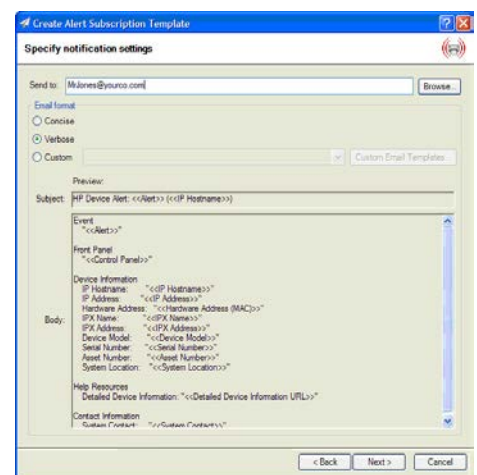 Create Alert Subscription Template
Specify notification settings
Send to: MrJones@yourco.com Browse...
Email format
Concise
Verbose
Custom Custom Email Templates
Preview:
Subject: HP Device Alert: <<Alert>> (<<IP Hostname>>)
Event
"<<Alert>>"
Front Panel
"<<Control Panel>>"
Device Information
IP Hostname: "<<IP Hostname>>"
IP Address: "<<IP Address>>"
Hardware Address: "<<Hardware Address (MAC)>>"
IPX Name: "<<IPX Name>>"
IPX Address: "<<IPX Address>>"
Body: Device Model: "<<Device Model>>"
Serial Number: "<<Serial Number>>"
Asset Number: "<<Asset Number>>"
System Location: "<<System Location>>"
Help Resources
Detailed Device Information: "<<Detailed Device Information URL>>"
Contact Information
System Contact: "<<System Contact>>"
< Back Next > Cancel